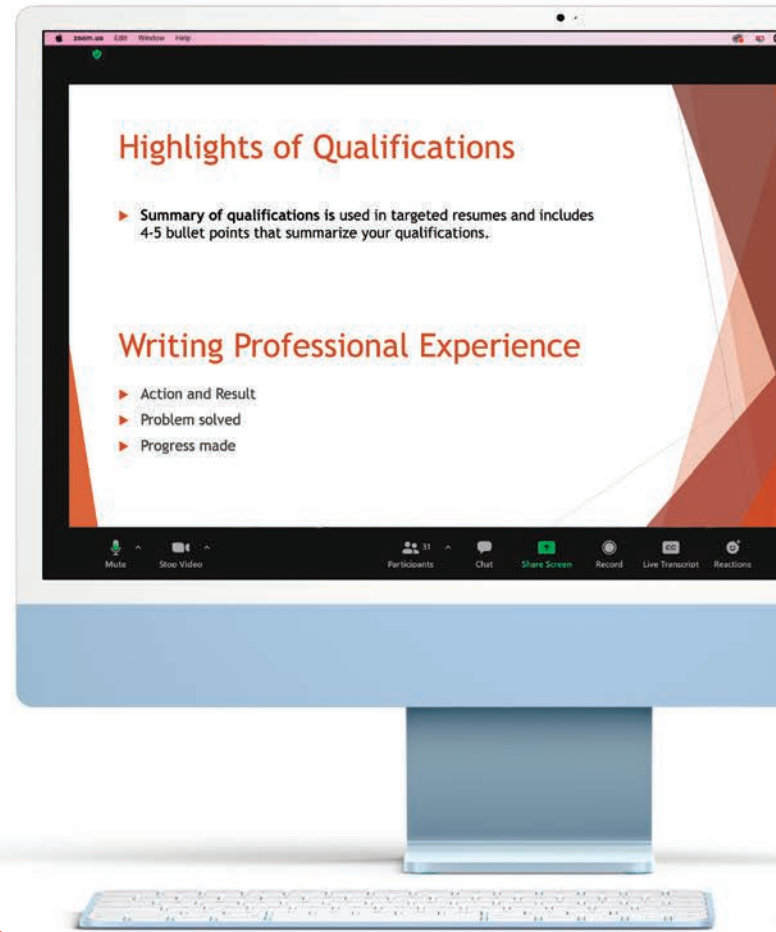 zoom.us Edit Window Help
Highlights of Qualifications
Summary of qualifications is used in targeted resumes and includes
4-5 bullet points that summarize your qualifications.
Writing Professional Experience
Action and Result
Problem solved
Progress made
31
Mute Stop Video Participants Chat Share Screen Record Live Transcript Reactions